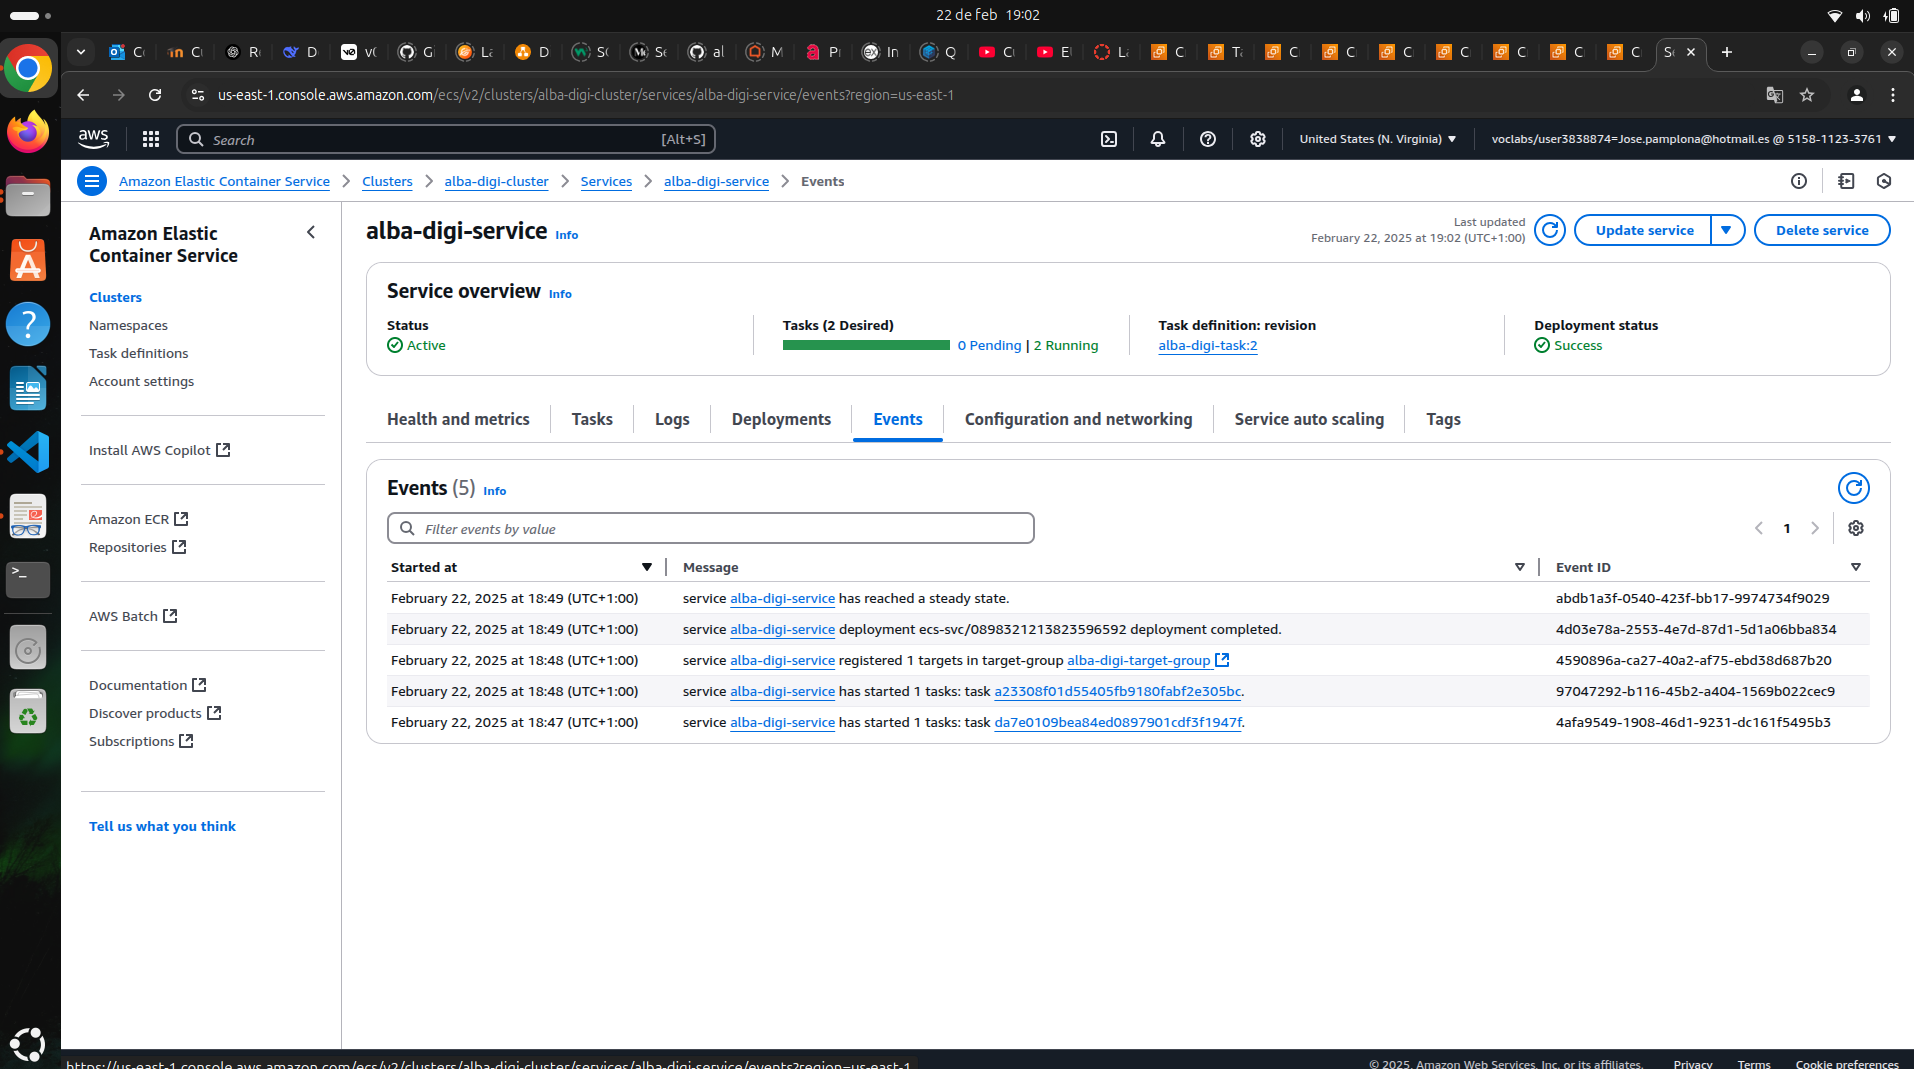 22 de feb 19:02
us-east-1.console.aws.amazon.com/ecs/v2/clusters/alba-digi-cluster/services/alba-digi-service/events?region=us-east-1
aws
Search
[Alt+S]
United States (N. Virginia)
voclabs/user3838874=Jose.pamplona@hotmail.es @ 5158-1123-3761
Amazon Elastic Container Service
Clusters
alba-digi-cluster
Services
alba-digi-service
Events
Amazon Elastic
Container Service
Clusters
Namespaces
Task definitions
Account settings
Install AWS Copilot
Amazon ECR
Repositories
AWS Batch
Documentation
Discover products
Subscriptions
Tell us what you think
alba-digi-service Info
Last updated
February 22, 2025 at 19:02 (UTC+1:00)
Update service
Delete service
Service overview Info
Status
Active
Tasks (2 Desired)
0 Pending | 2 Running
Task definition: revision
alba-digi-task:2
Deployment status
Success
Health and metrics
Tasks
Logs
Deployments
Events
Configuration and networking
Service auto scaling
Tags
Events (5) Info
Filter events by value
1
Started at Message Event ID
February 22, 2025 at 18:49 (UTC+1:00) service alba-digi-service has reached a steady state. abdb1a3f-0540-423f-bb17-9974734f9029
February 22, 2025 at 18:49 (UTC+1:00) service alba-digi-service deployment ecs-svc/0898321213823596592 deployment completed. 4d03e78a-2553-4e7d-87d1-5d1a06bba834
February 22, 2025 at 18:48 (UTC+1:00) service alba-digi-service registered 1 targets in target-group alba-digi-target-group 4590896a-ca27-40a2-af75-ebd38d687b20
February 22, 2025 at 18:48 (UTC+1:00) service alba-digi-service has started 1 tasks: task a23308f01d55405fb9180fabf2e305bc. 97047292-b116-45b2-a404-1569b022cec9
February 22, 2025 at 18:47 (UTC+1:00) service alba-digi-service has started 1 tasks: task da7e0109bea84ed0897901cdf3f1947f. 4afa9549-1908-46d1-9231-dc161f5495b3
https://us-east-1.console.aws.amazon.com/ecs/v2/clusters/alba-digi-cluster/services/alba-digi-service/events?region=us-east-1
© 2025, Amazon Web Services, Inc. or its affiliates.
Privacy
Terms
Cookie preferences